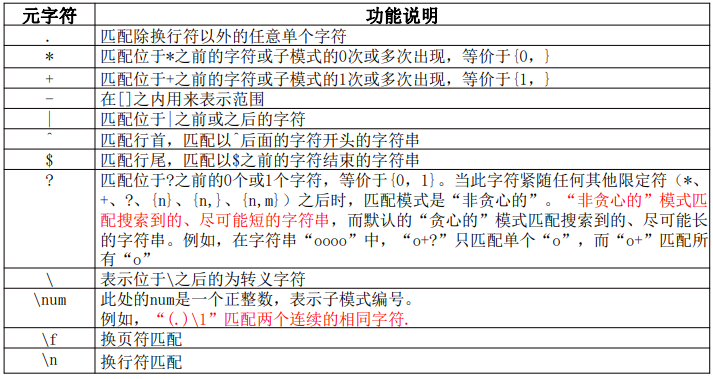 元字符 功能说明
. 匹配除换行符以外的任意单个字符
* 匹配位于*之前的字符或子模式的0次或多次出现，等价于{0，}
+ 匹配位于+之前的字符或子模式的1次或多次出现，等价于{1，}
- 在[]之内用来表示范围
| 匹配位于|之前或之后的字符
^ 匹配行首，匹配以^后面的字符开头的字符串
$ 匹配行尾，匹配以$之前的字符结束的字符串
? 匹配位于?之前的0个或1个字符，等价于{0，1}。当此字符紧随任何其他限定符（*、
+、?、{n}、{n,}、{n,m}）之后时，匹配模式是“非贪心的”。“非贪心的”模式匹
配搜索到的、尽可能短的字符串，而默认的“贪心的”模式匹配搜索到的、尽可能长
的字符串。例如，在字符串“oooo”中，“o+?”只匹配单个“o”，而“o+”匹配所
有“o”
\ 表示位于\之后的为转义字符
\num 此处的num是一个正整数，表示子模式编号。
例如，“(.)\1”匹配两个连续的相同字符.
\f 换页符匹配
\n 换行符匹配